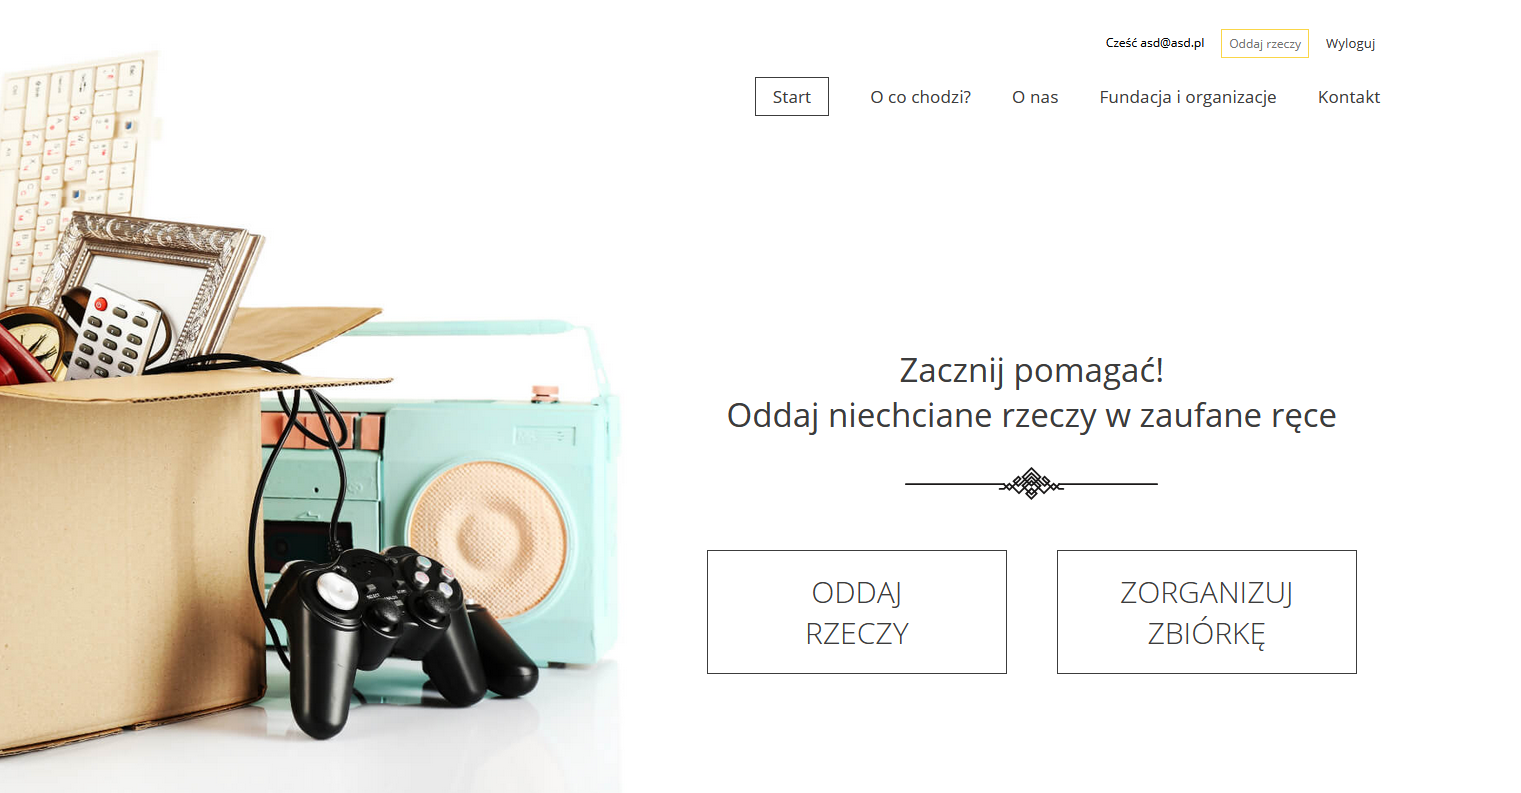 Cześć asd@asd.pl
Oddaj rzeczy
Wyloguj
Start
O co chodzi?
O nas
Fundacja i organizacje
Kontakt
Zacznij pomagać!
Oddaj niechciane rzeczy w zaufane ręce
ODDAJ
RZECZY
ZORGANIZUJ
ZBIÓRKĘ